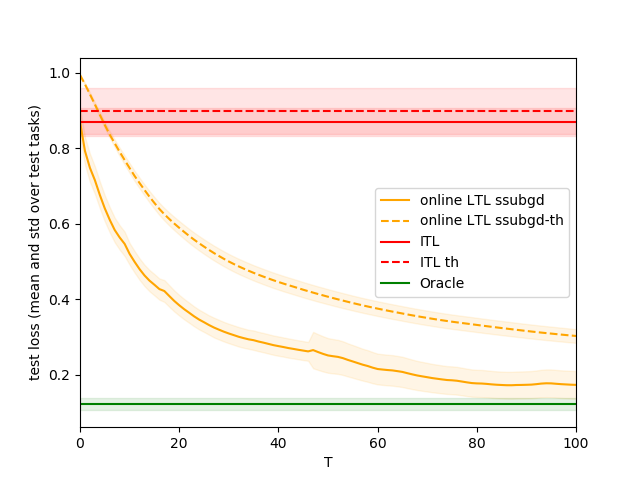 test loss (mean and std over test tasks)
1.0
0.8
0.6
0.4
0.2
online LTL ssubgd
online LTL ssubgd-th
ITL
ITL th
Oracle
0 20 40 60 80 100
T